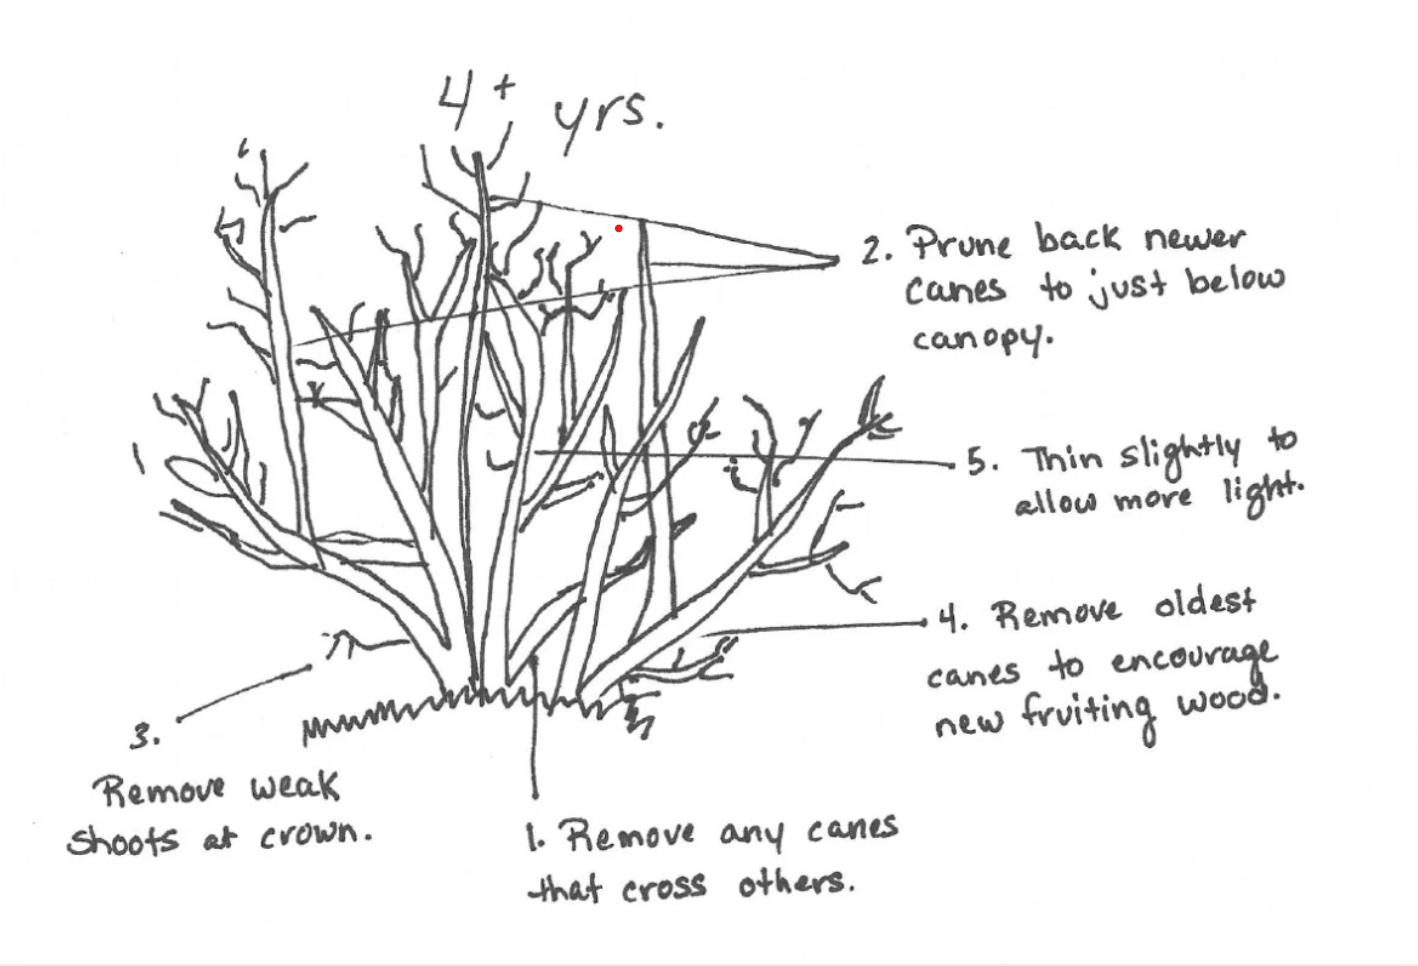 4+ yrs.
2. Prune back newer
canes to just below
canopy.
5. Thin slightly to
allow more light.
4. Remove oldest
canes to encourage
new fruiting wood.
3.
Remove weak
shoots at crown.
1. Remove any canes
that cross others.